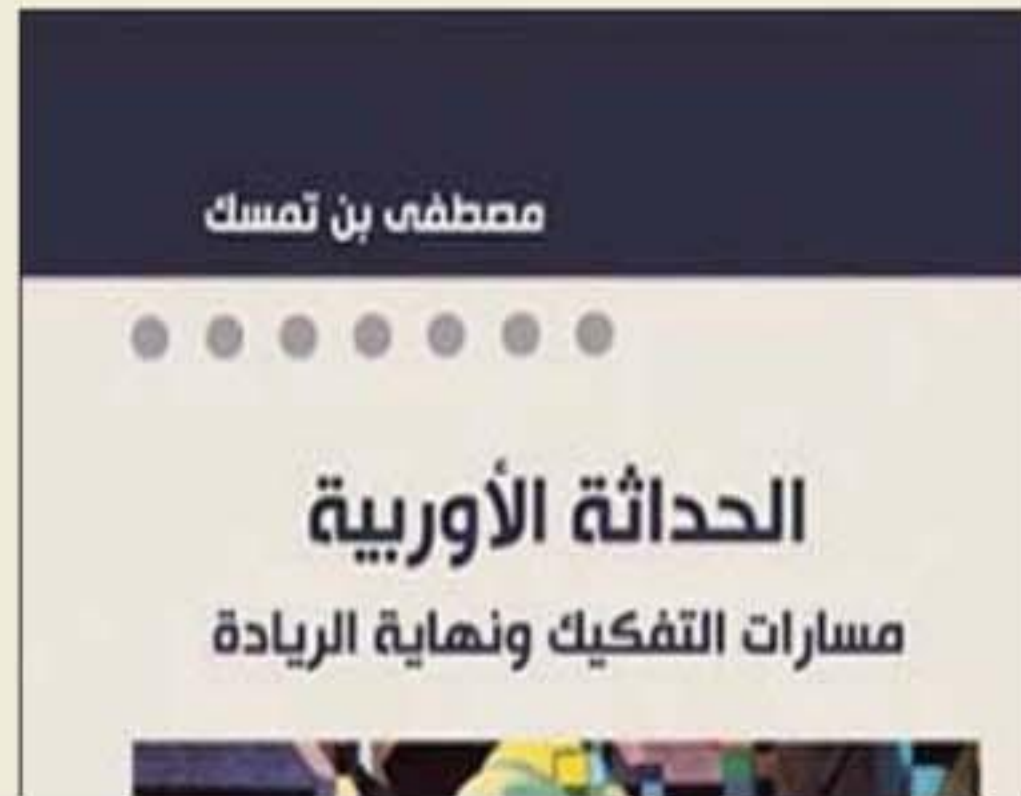 مصطفى بن تمسك
الحداثة الأوربية
مسارات التفكيك ونهاية الريادة